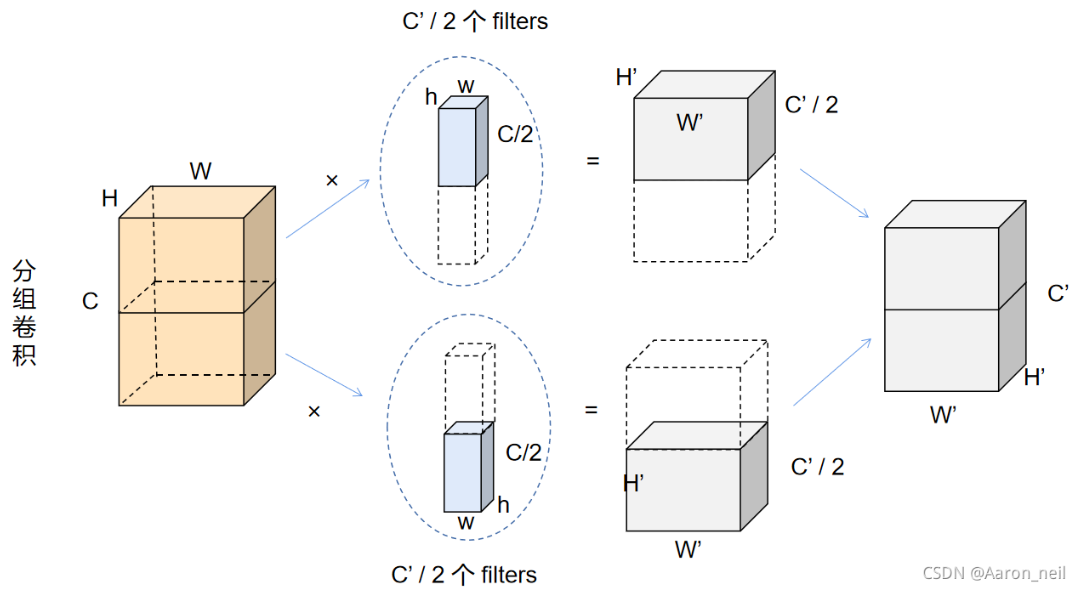 C’ / 2 个 filters
w
h
C/2
H’
W’
C’ / 2
=
×
W
H
C
分组卷积
C’
H’
W’
×
=
C/2
h
w
H’
C’ / 2
W’
C’ / 2 个 filters
CSDN @Aaron_neil